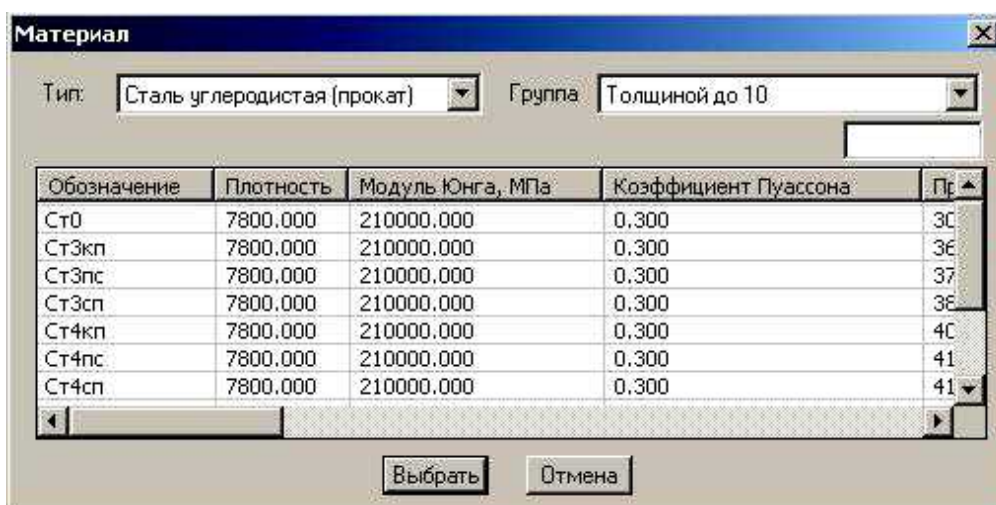 Материал
Тип: Сталь углеродистая (прокат) Группа Толщиной до 10
Обозначение Плотность Модуль Юнга, МПа Коэффициент Пуассона
Ст0 7800.000 210000.000 0.300
Ст3кп 7800.000 210000.000 0.300
Ст3пс 7800.000 210000.000 0.300
Ст3сп 7800.000 210000.000 0.300
Ст4кп 7800.000 210000.000 0.300
Ст4пс 7800.000 210000.000 0.300
Ст4сп 7800.000 210000.000 0.300
Выбрать Отмена